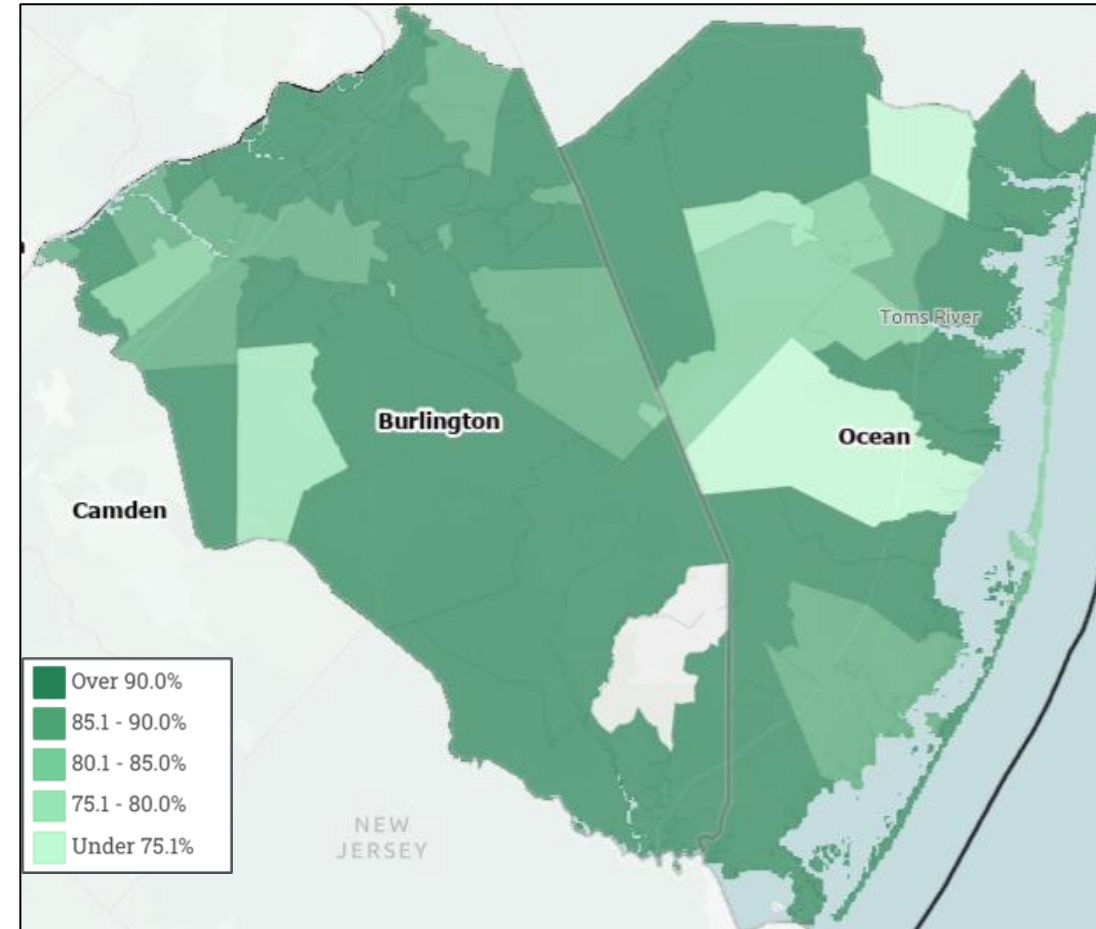 Toms River
Burlington
Ocean
Camden
Over 90.0%
85.1 - 90.0%
80.1 - 85.0%
75.1 - 80.0%
Under 75.1%
NEW
JERSEY